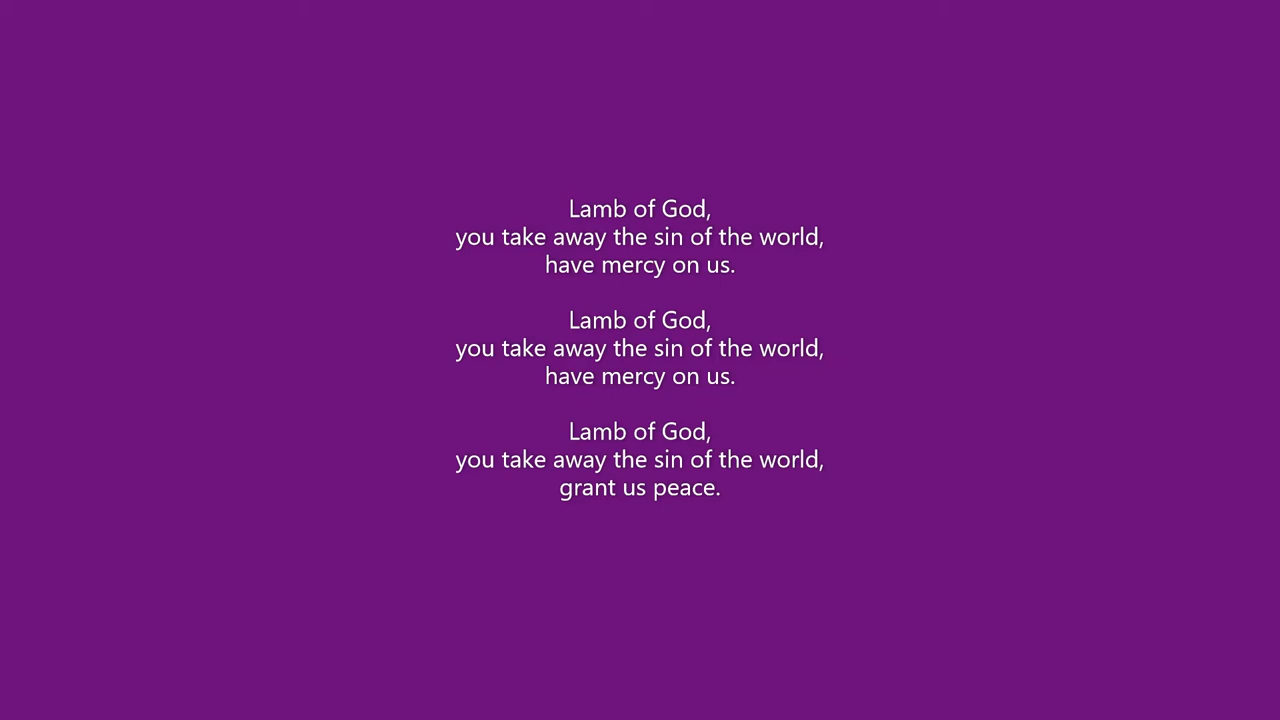 Lamb of God,
you take away the sin of the world,
have mercy on us.
Lamb of God,
you take away the sin of the world,
have mercy on us.
Lamb of God,
you take away the sin of the world,
grant us peace.